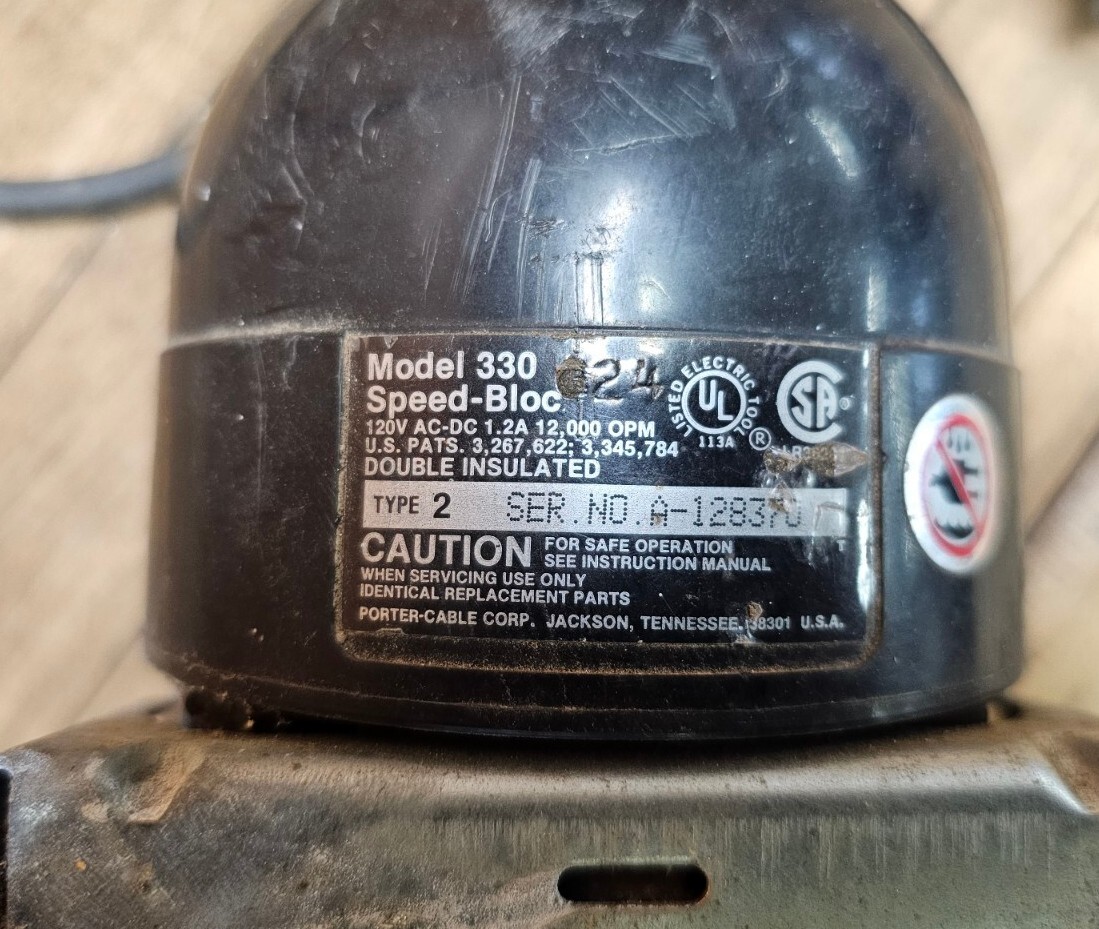 Model 330
Speed-Bloc
24
120V AC-DC 1.2A 12,000 OPM
U.S. PATS. 3,267,622; 3,345,784
DOUBLE INSULATED
LISTED ELECTRIC TOOL
UL
®
113A
SA
®
TYPE 2 SER.NO.A-128370
CAUTION FOR SAFE OPERATION
SEE INSTRUCTION MANUAL
WHEN SERVICING USE ONLY
IDENTICAL REPLACEMENT PARTS
PORTER-CABLE CORP. JACKSON, TENNESSEE. 38301 U.S.A.